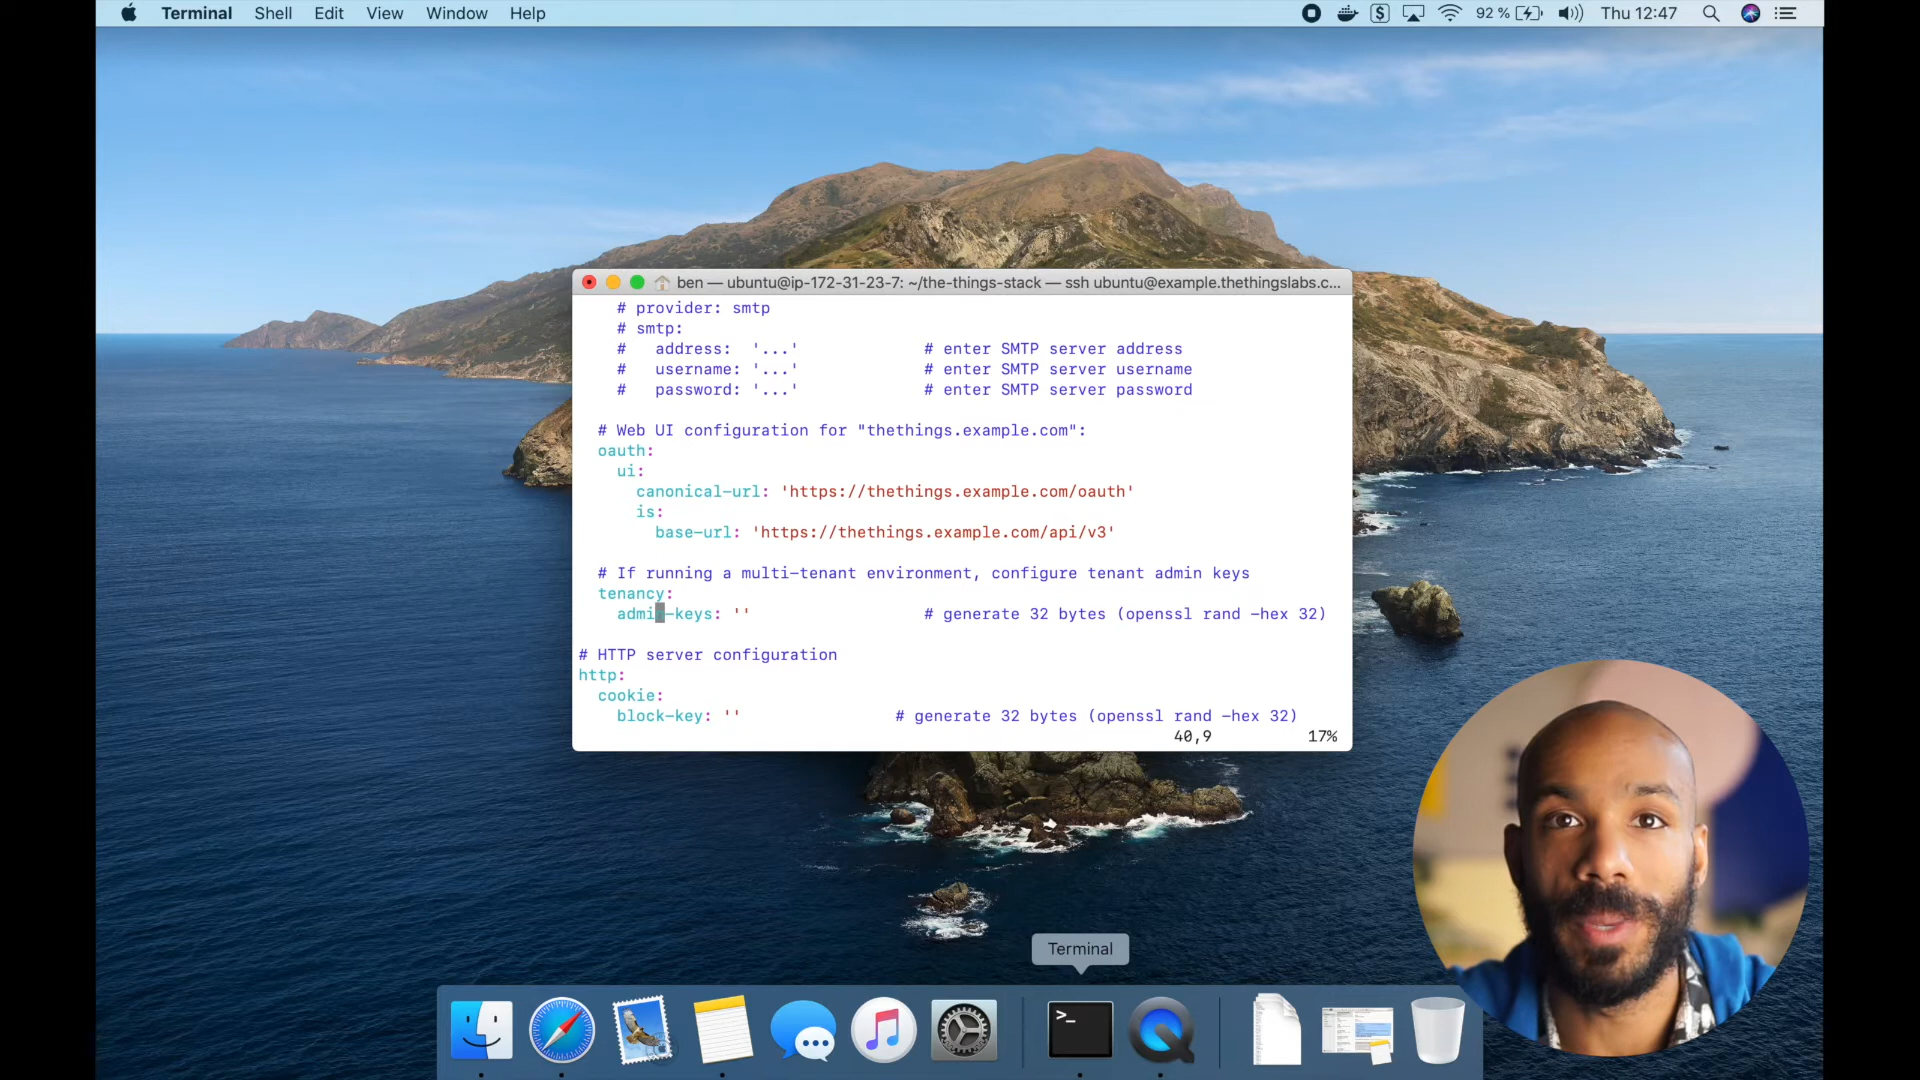 Terminal Shell Edit View Window Help 92 % Thu 12:47
ben — ubuntu@ip-172-31-23-7: ~/the-things-stack — ssh ubuntu@example.thethingslabs.c...
# provider: smtp
# smtp:
#   address:  '...'             # enter SMTP server address
#   username: '...'             # enter SMTP server username
#   password: '...'             # enter SMTP server password
# Web UI configuration for "thethings.example.com":
oauth:
ui:
canonical-url: 'https://thethings.example.com/oauth'
is:
base-url: 'https://thethings.example.com/api/v3'
# If running a multi-tenant environment, configure tenant admin keys
tenancy:
admin-keys: ''                  # generate 32 bytes (openssl rand -hex 32)
# HTTP server configuration
http:
cookie:
block-key: ''                # generate 32 bytes (openssl rand -hex 32)
40,9          17%
Terminal
>_